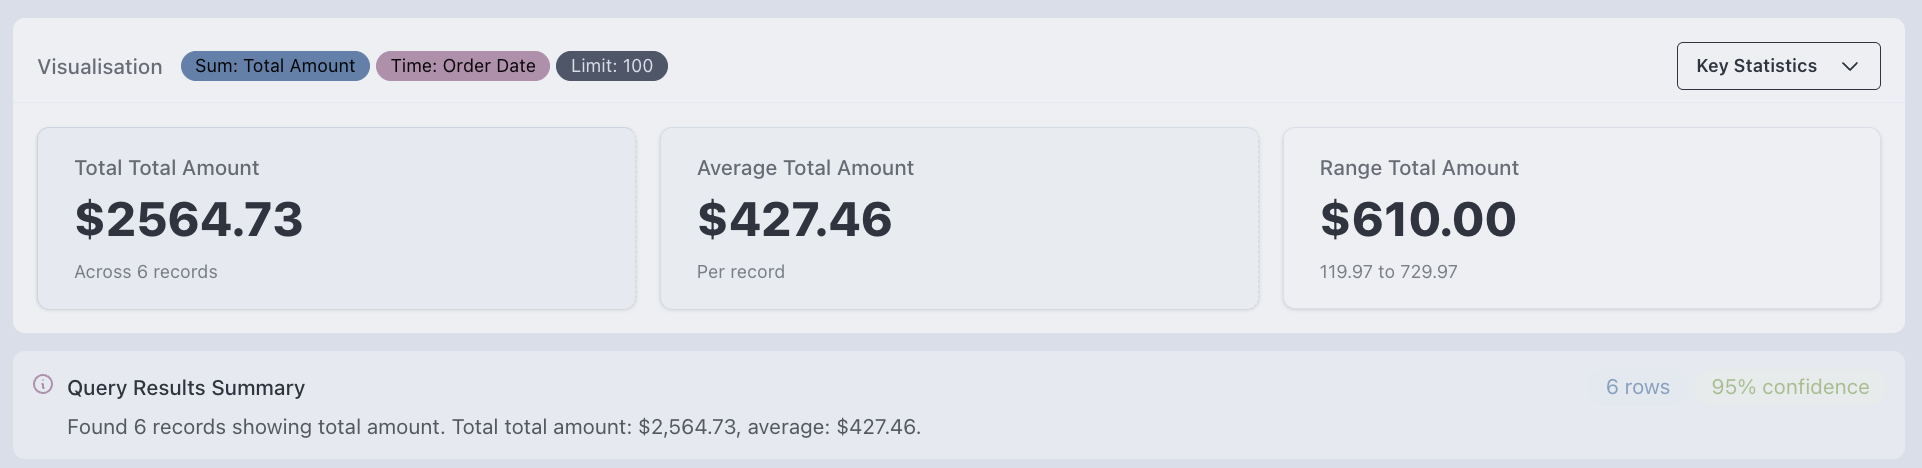 Visualisation Sum: Total Amount Time: Order Date Limit: 100 Key Statistics
Total Total Amount
$2564.73
Across 6 records
Average Total Amount
$427.46
Per record
Range Total Amount
$610.00
119.97 to 729.97
Query Results Summary 6 rows 95% confidence
Found 6 records showing total amount. Total total amount: $2,564.73, average: $427.46.